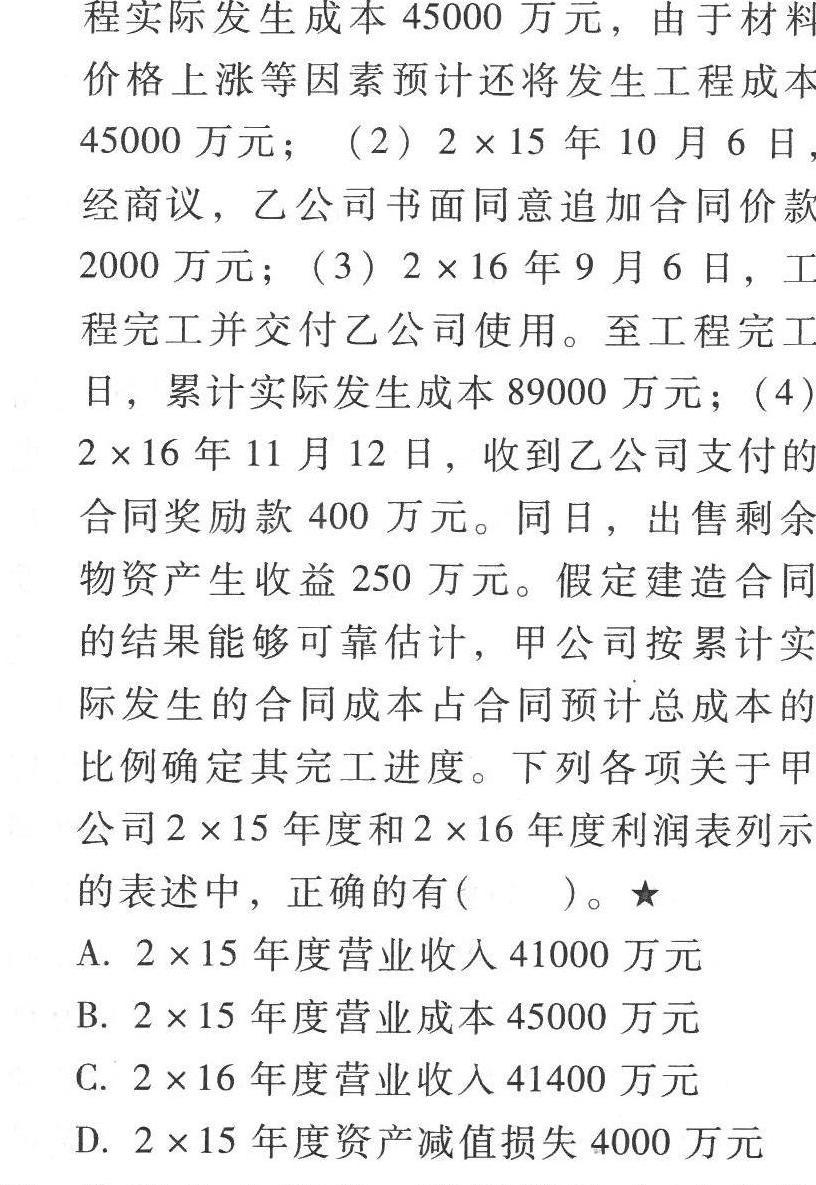 程实际发生成本 45000 万元，由于材料
价格上涨等因素预计还将发生工程成本
45000 万元；（2）2×15 年 10 月 6 日，
经商议，乙公司书面同意追加合同价款
2000 万元；（3）2×16 年 9 月 6 日，工
程完工并交付乙公司使用。至工程完工
日，累计实际发生成本 89000 万元；（4）
2×16 年 11 月 12 日，收到乙公司支付的
合同奖励款 400 万元。同日，出售剩余
物资产生收益 250 万元。假定建造合同
的结果能够可靠估计，甲公司按累计实
际发生的合同成本占合同预计总成本的
比例确定其完工进度。下列各项关于甲
公司 2×15 年度和 2×16 年度利润表列示
的表述中，正确的有(　　)。★
A. 2×15 年度营业收入 41000 万元
B. 2×15 年度营业成本 45000 万元
C. 2×16 年度营业收入 41400 万元
D. 2×15 年度资产减值损失 4000 万元